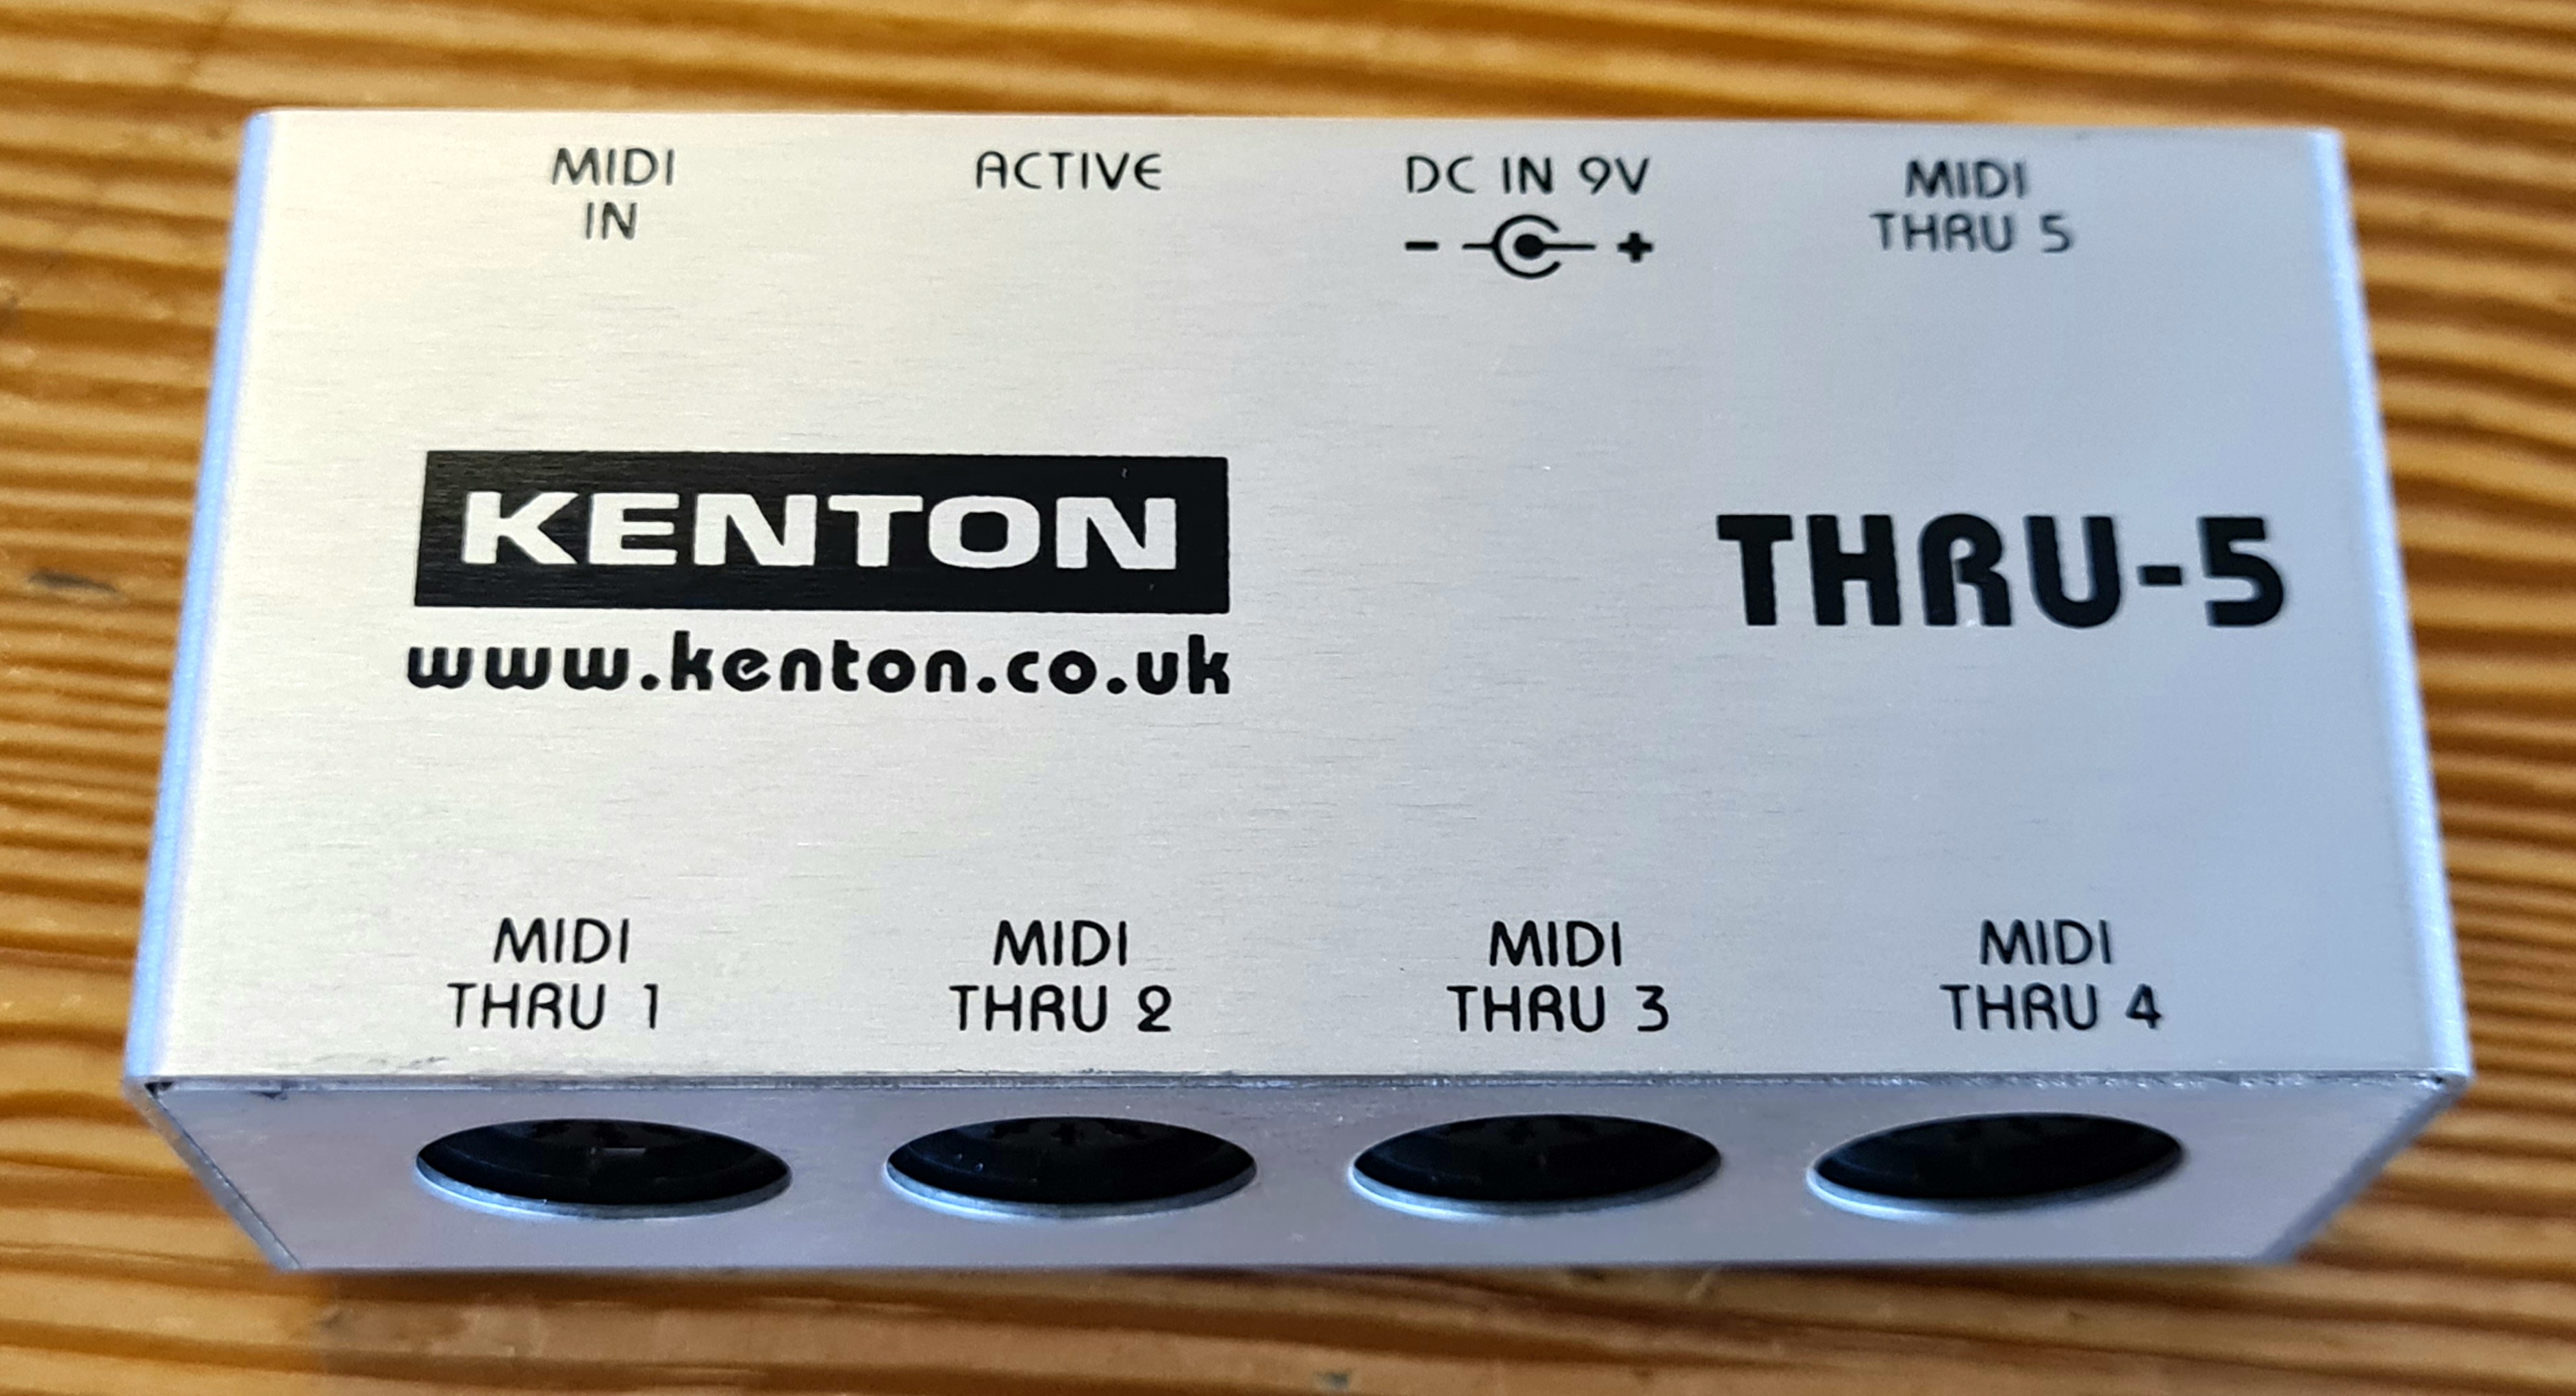 MIDI
IN
ACTIVE
DC IN 9V
- +
MIDI
THRU 5
KENTON
www.kenton.co.uk
THRU-5
MIDI
THRU 1
MIDI
THRU 2
MIDI
THRU 3
MIDI
THRU 4